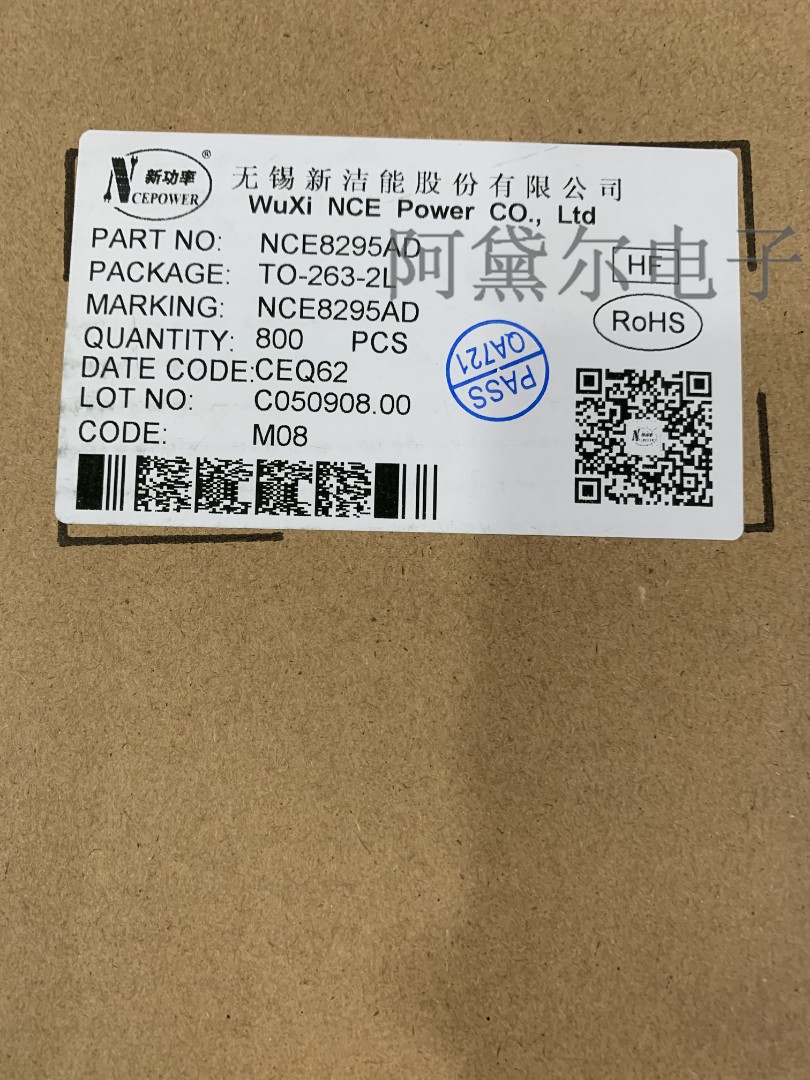 新功率
NCEPOWER
®
无锡新洁能股份有限公司
WuXi NCE Power CO., Ltd
PART NO: NCE8295AD
PACKAGE: TO-263-2L
MARKING: NCE8295AD
QUANTITY: 800 PCS
DATE CODE:CEQ62
LOT NO: C050908.00
CODE: M08
阿黛尔电子
HF
RoHS
PASS
QA721